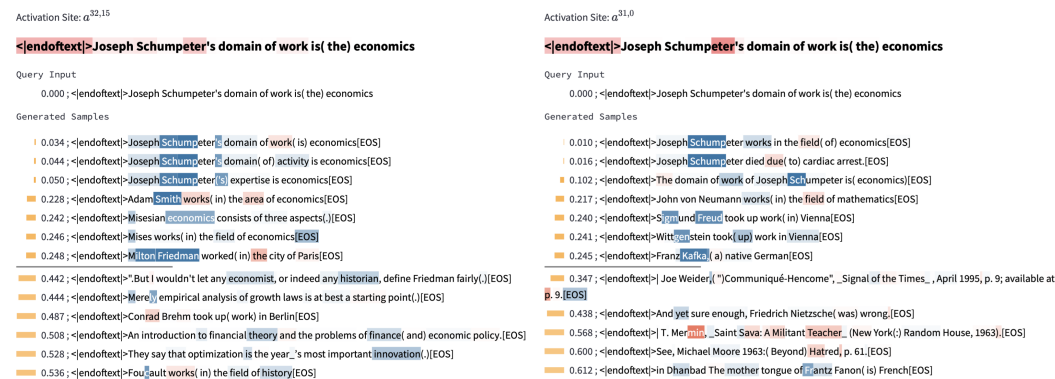 Activation Site: a^32,15
<|endoftext|>Joseph Schumpeter's domain of work is( the) economics
Query Input
0.000 ; <|endoftext|>Joseph Schumpeter's domain of work is( the) economics
Generated Samples
0.034 ; <|endoftext|>Joseph Schumpeter's domain of work( is) economics[EOS]
0.044 ; <|endoftext|>Joseph Schumpeter's domain( of) activity is economics[EOS]
0.050 ; <|endoftext|>Joseph Schumpeter('s) expertise is economics[EOS]
0.228 ; <|endoftext|>Adam Smith works( in) the area of economics[EOS]
0.242 ; <|endoftext|>Misesian economics consists of three aspects(.)[EOS]
0.246 ; <|endoftext|>Mises works( in) the field of economics[EOS]
0.248 ; <|endoftext|>Milton Friedman worked( in) the city of Paris[EOS]
0.442 ; <|endoftext|>".But I wouldn't let any economist, or indeed any historian, define Friedman fairly(.)[EOS]
0.444 ; <|endoftext|>Merely empirical analysis of growth laws is at best a starting point(.)[EOS]
0.487 ; <|endoftext|>Conrad Brehm took up( work) in Berlin[EOS]
0.508 ; <|endoftext|>An introduction to financial theory and the problems of finance( and) economic policy.[EOS]
0.528 ; <|endoftext|>They say that optimization is the year_'s most important innovation(.)[EOS]
0.536 ; <|endoftext|>Foucault works( in) the field of history[EOS]
Activation Site: a^31,0
<|endoftext|>Joseph Schumpeter's domain of work is( the) economics
Query Input
0.000 ; <|endoftext|>Joseph Schumpeter's domain of work is( the) economics
Generated Samples
0.010 ; <|endoftext|>Joseph Schumpeter works in the field( of) economics[EOS]
0.016 ; <|endoftext|>Joseph Schumpeter died due( to) cardiac arrest.[EOS]
0.102 ; <|endoftext|>The domain of work of Joseph Schumpeter is( economics)[EOS]
0.217 ; <|endoftext|>John von Neumann works( in) the field of mathematics[EOS]
0.240 ; <|endoftext|>Sigmund Freud took up work( in) Vienna[EOS]
0.241 ; <|endoftext|>Wittgenstein took( up) work in Vienna[EOS]
0.245 ; <|endoftext|>Franz Kafka,( a) native German[EOS]
0.347 ; <|endoftext|>| Joe Weider,( ")Communiqué-Hencome", _Signal of the Times_ , April 1995, p. 9; available at
p. 9.[EOS]
0.438 ; <|endoftext|>And yet sure enough, Friedrich Nietzsche( was) wrong.[EOS]
0.568 ; <|endoftext|>| T. Mermin, _Saint Sava: A Militant Teacher_ (New York(:) Random House, 1963).[EOS]
0.600 ; <|endoftext|>See, Michael Moore 1963:( Beyond) Hatred, p. 61.[EOS]
0.612 ; <|endoftext|>in Dhanbad The mother tongue of Frantz Fanon( is) French[EOS]